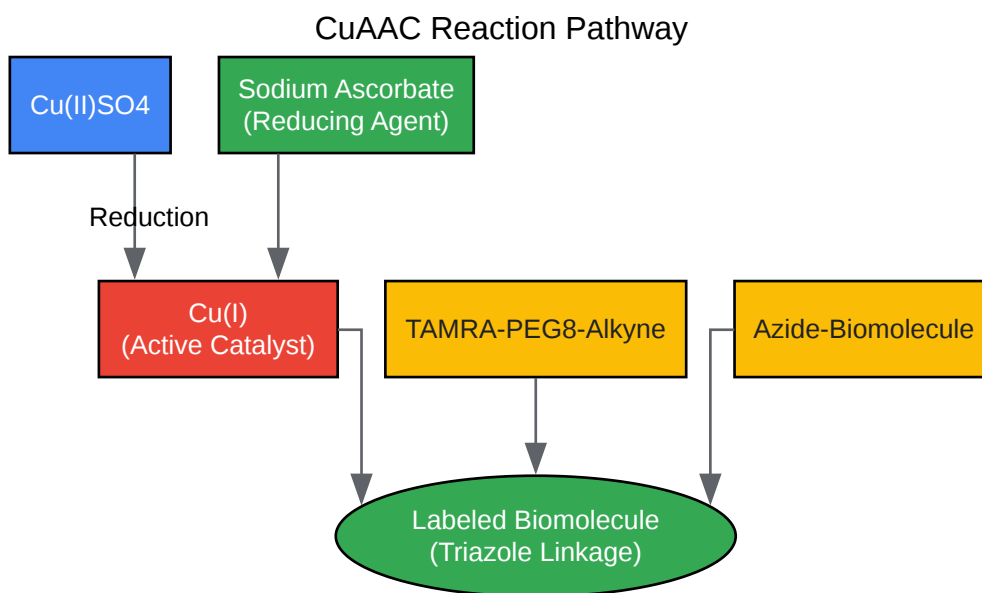 CuAAC Reaction Pathway
Cu(II)SO4
Sodium Ascorbate
(Reducing Agent)
Reduction
Cu(I)
(Active Catalyst)
TAMRA-PEG8-Alkyne
Azide-Biomolecule
Labeled Biomolecule
(Triazole Linkage)